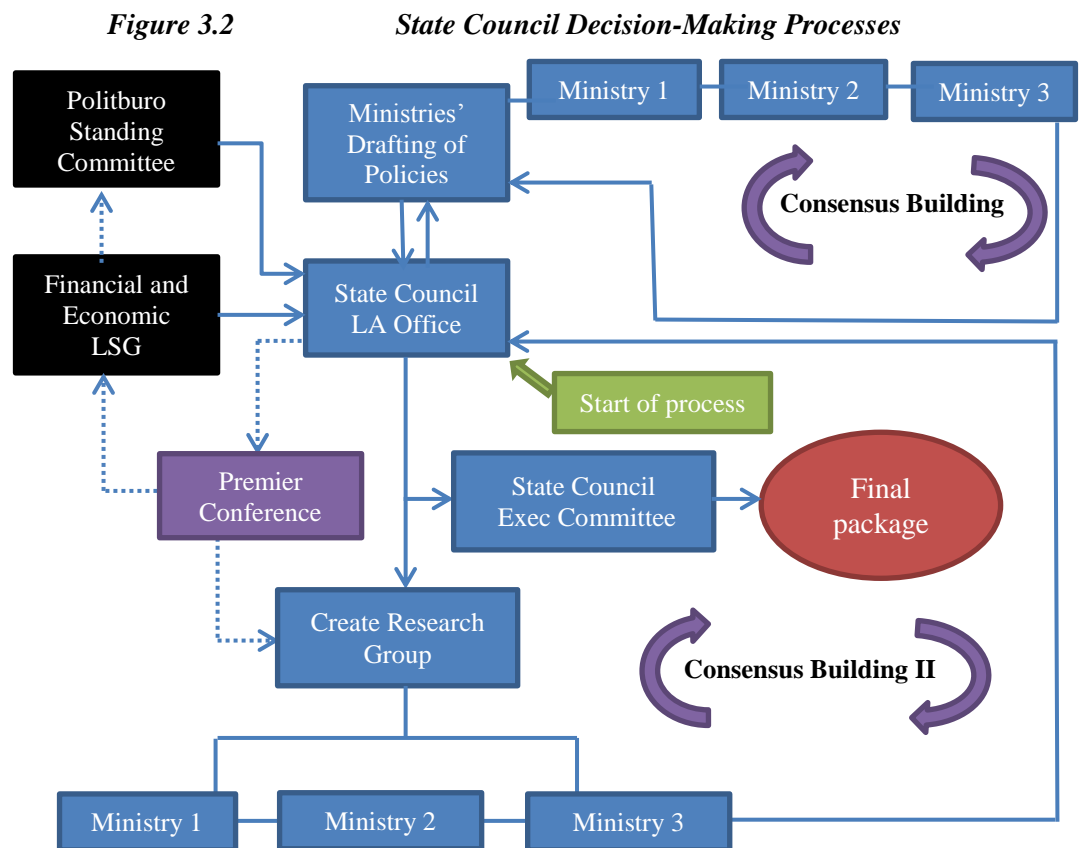 Figure 3.2 State Council Decision-Making Processes
Politburo
Standing
Committee
Ministries’
Drafting of
Policies
Ministry 1
Ministry 2
Ministry 3
Consensus Building
Financial and
Economic
LSG
State Council
LA Office
Start of process
Premier
Conference
State Council
Exec Committee
Final
package
Create Research
Group
Consensus Building II
Ministry 1
Ministry 2
Ministry 3